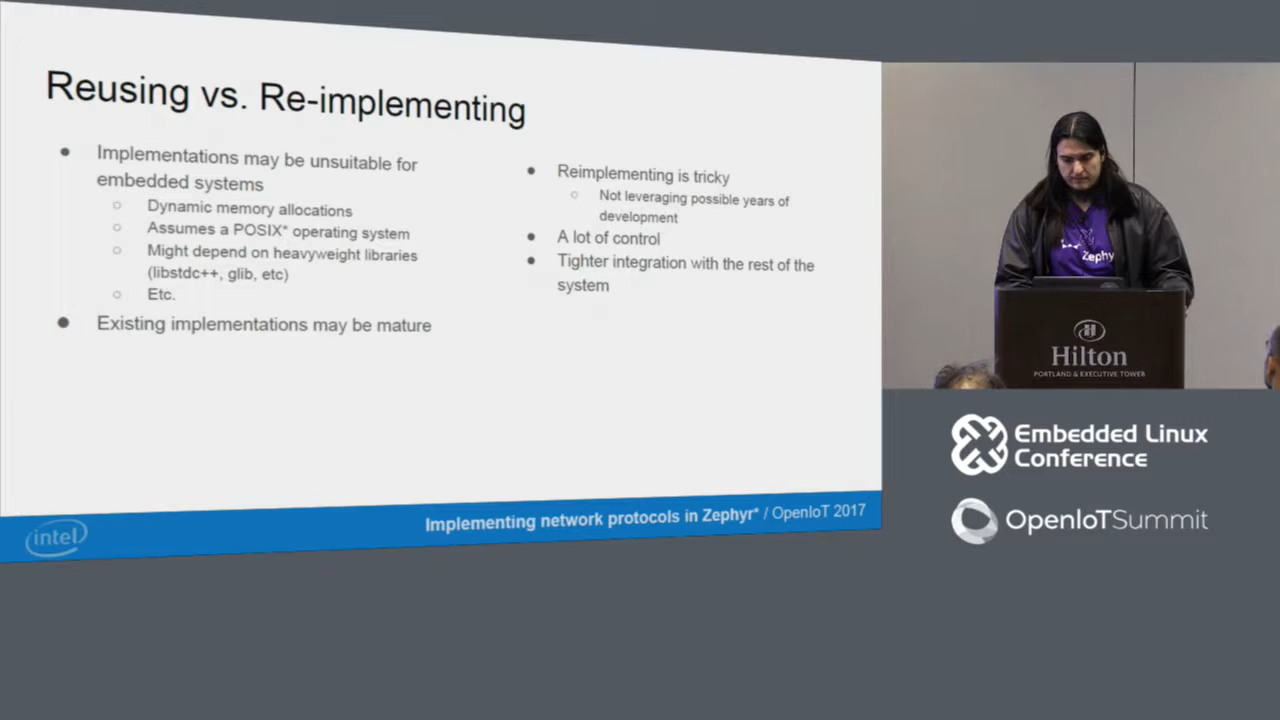 Reusing vs. Re-implementing
● Implementations may be unsuitable for
embedded systems
○ Dynamic memory allocations
○ Assumes a POSIX* operating system
○ Might depend on heavyweight libraries
(libstdc++, glib, etc)
○ Etc.
● Existing implementations may be mature
● Reimplementing is tricky
○ Not leveraging possible years of
development
● A lot of control
● Tighter integration with the rest of the
system
intel
Implementing network protocols in Zephyr* / OpenIoT 2017
Zephy
Hilton
PORTLAND & EXECUTIVE TOWER
Embedded Linux
Conference
OpenIoTSummit